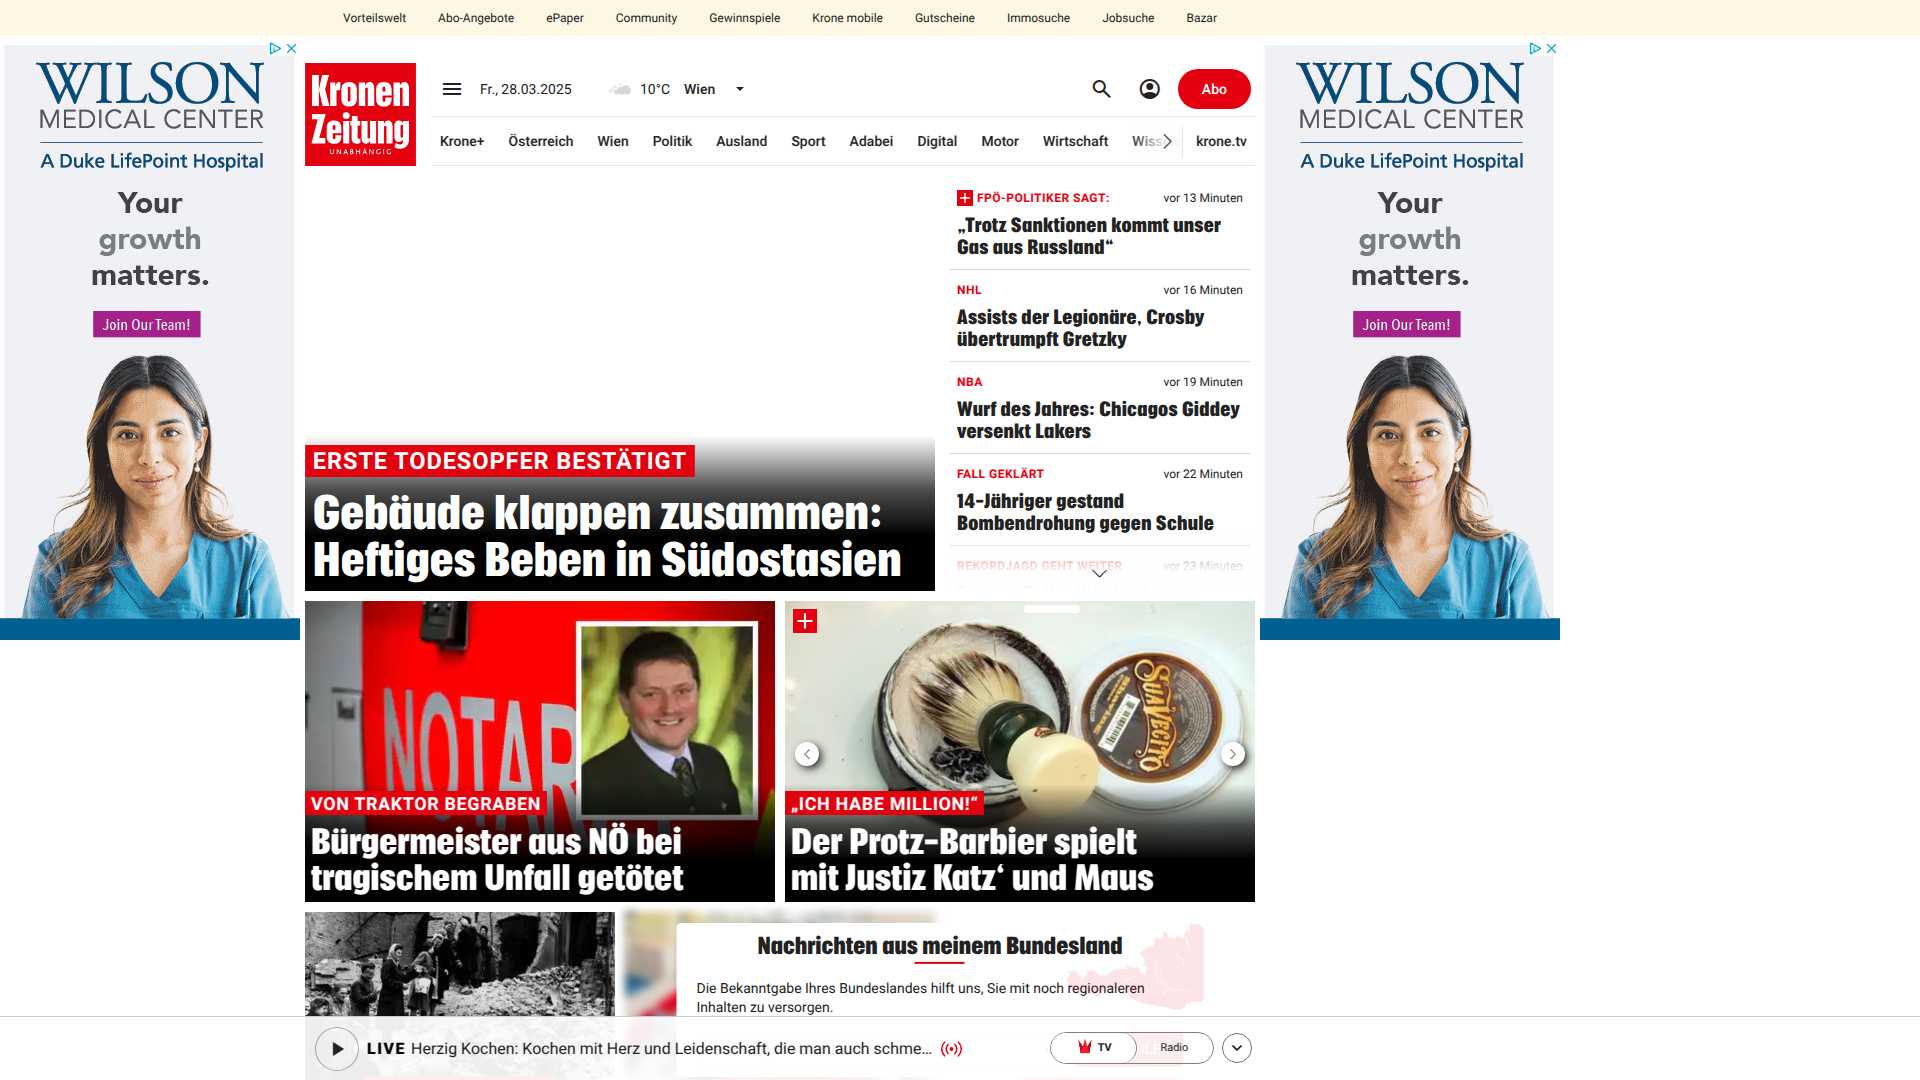 Vorteilswelt Abo-Angebote ePaper Community Gewinnspiele Krone mobile Gutscheine Immosuche Jobsuche Bazar
WILSON
MEDICAL CENTER
A Duke LifePoint Hospital
Your
growth
matters.
Join Our Team!
Kronen
Zeitung
UNABHÄNGIG
Fr., 28.03.2025 10°C Wien
Abo
Krone+ Österreich Wien Politik Ausland Sport Adabei Digital Motor Wirtschaft Wiss krone.tv
ERSTE TODESOPFER BESTÄTIGT
Gebäude klappen zusammen:
Heftiges Beben in Südostasien
FPÖ-POLITIKER SAGT: vor 13 Minuten
„Trotz Sanktionen kommt unser
Gas aus Russland“
NHL vor 16 Minuten
Assists der Legionäre, Crosby
übertrumpft Gretzky
NBA vor 19 Minuten
Wurf des Jahres: Chicagos Giddey
versenkt Lakers
FALL GEKLÄRT vor 22 Minuten
14-Jähriger gestand
Bombendrohung gegen Schule
REKORDJAGD GEHT WEITER vor 23 Minuten
WILSON
MEDICAL CENTER
A Duke LifePoint Hospital
Your
growth
matters.
Join Our Team!
NOTAR
VON TRAKTOR BEGRABEN
Bürgermeister aus NÖ bei
tragischem Unfall getötet
SUAVECITO
„ICH HABE MILLION!“
Der Protz-Barbier spielt
mit Justiz Katz‘ und Maus
Nachrichten aus meinem Bundesland
Die Bekanntgabe Ihres Bundeslandes hilft uns, Sie mit noch regionaleren
Inhalten zu versorgen.
LIVE Herzig Kochen: Kochen mit Herz und Leidenschaft, die man auch schme...
TV Radio